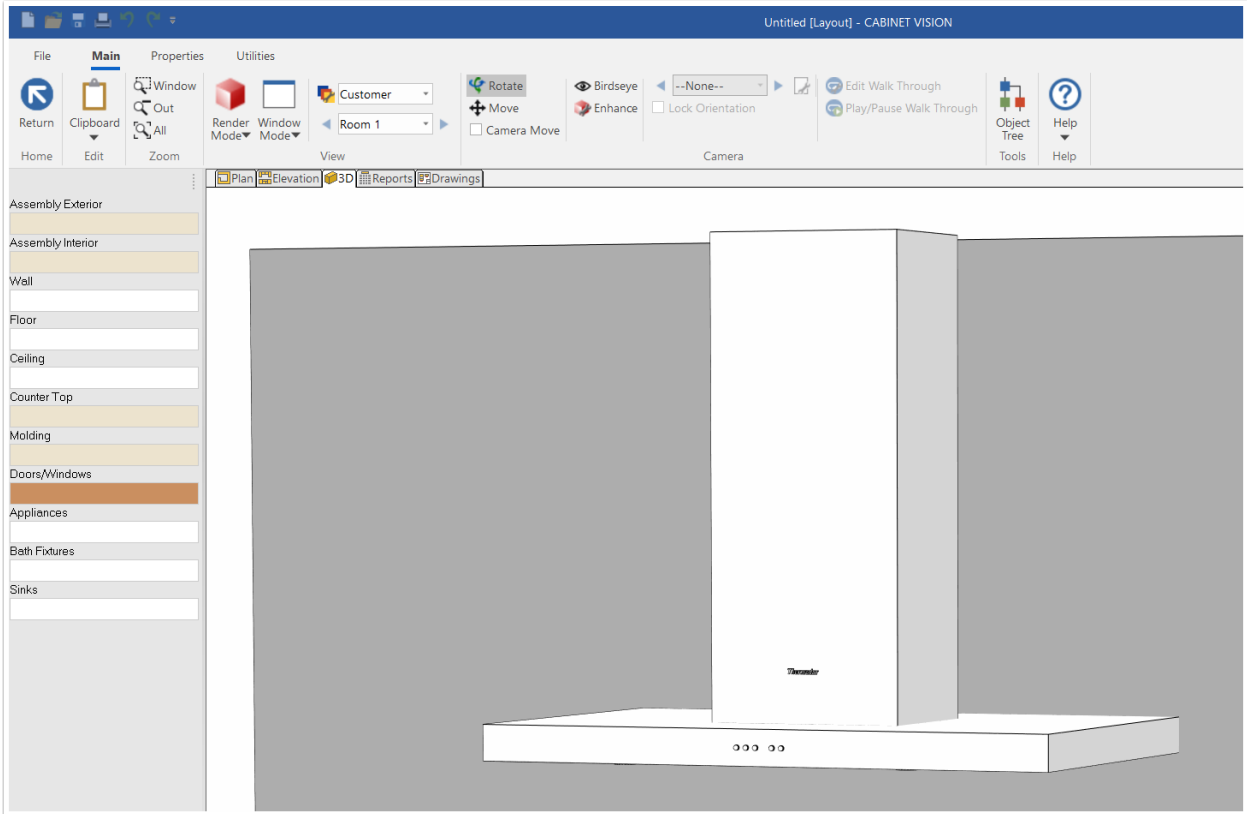 Untitled [Layout] - CABINET VISION
File Main Properties Utilities
Return
Clipboard
Window
Out
All
Render Mode
Window Mode
Customer
Room 1
Rotate
Move
Camera Move
Birdseye
Enhance
--None--
Lock Orientation
Edit Walk Through
Play/Pause Walk Through
Object Tree
Help
Home Edit Zoom View Camera Tools Help
Plan Elevation 3D Reports Drawings
Assembly Exterior
Assembly Interior
Wall
Floor
Ceiling
Counter Top
Molding
Doors/Windows
Appliances
Bath Fixtures
Sinks